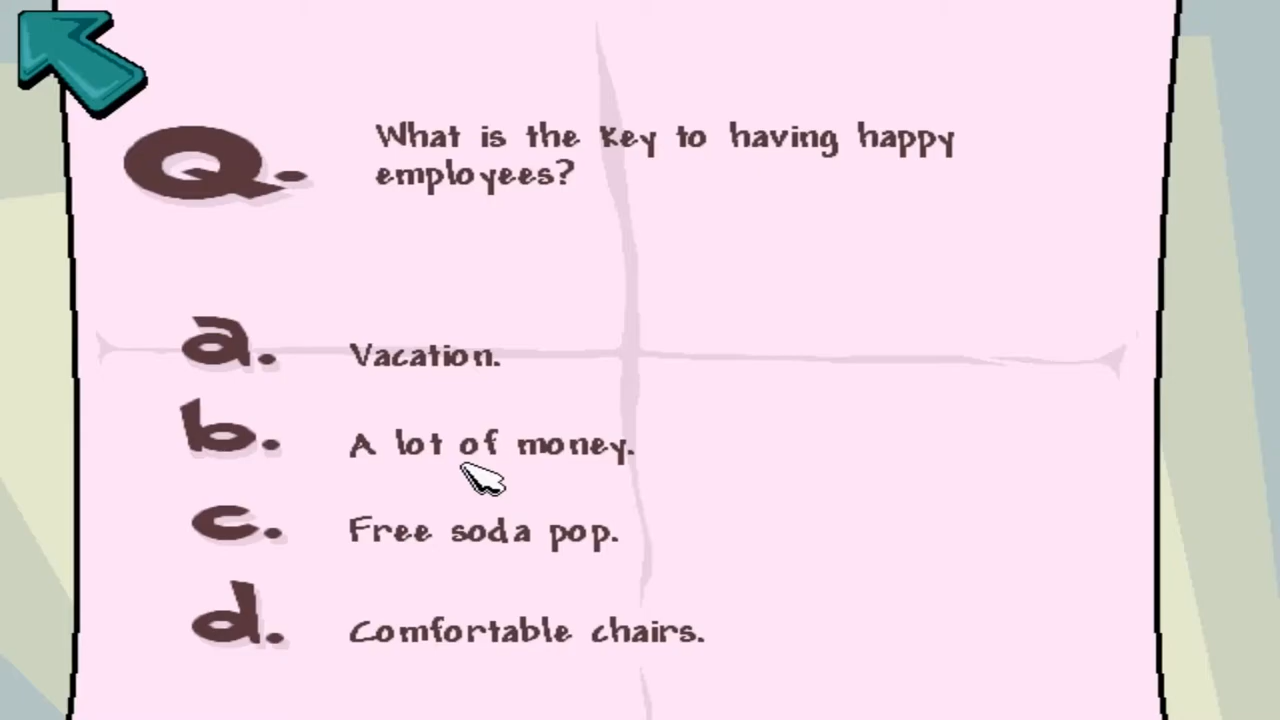 Q. What is the key to having happy
employees?
a. Vacation.
b. A lot of money.
c. Free soda pop.
d. Comfortable chairs.